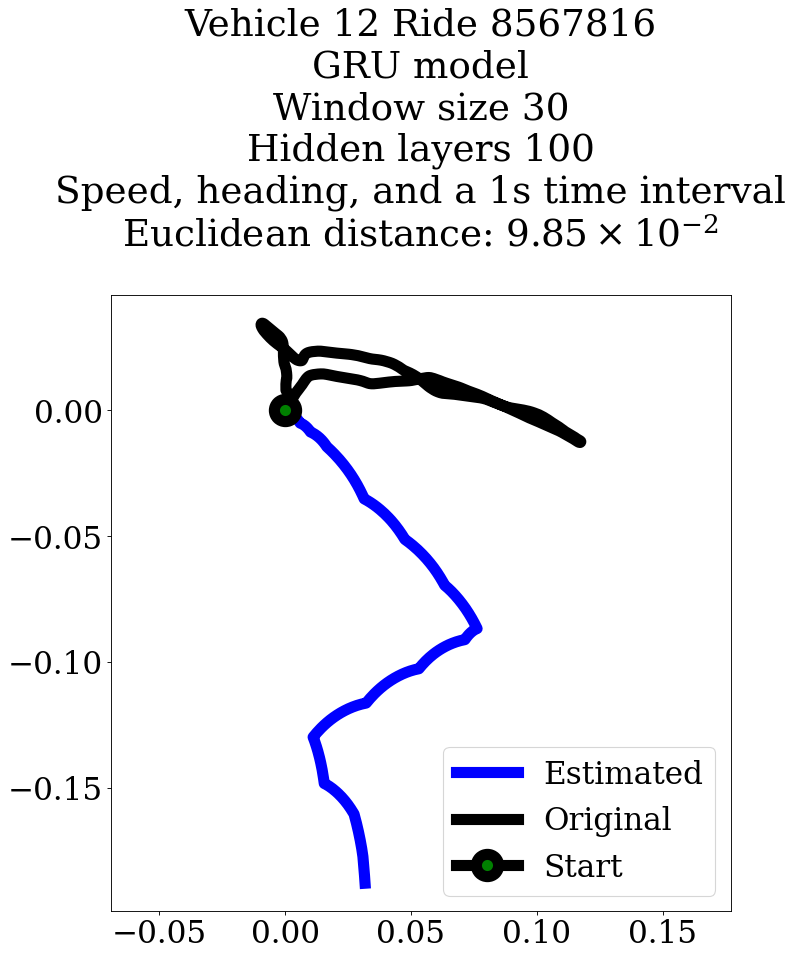 Vehicle 12 Ride 8567816
GRU model
Window size 30
Hidden layers 100
Speed, heading, and a 1s time interval
Euclidean distance: 9.85 × 10⁻²
0.00
−0.05
−0.10
−0.15
Estimated
Original
Start
−0.05 0.00 0.05 0.10 0.15